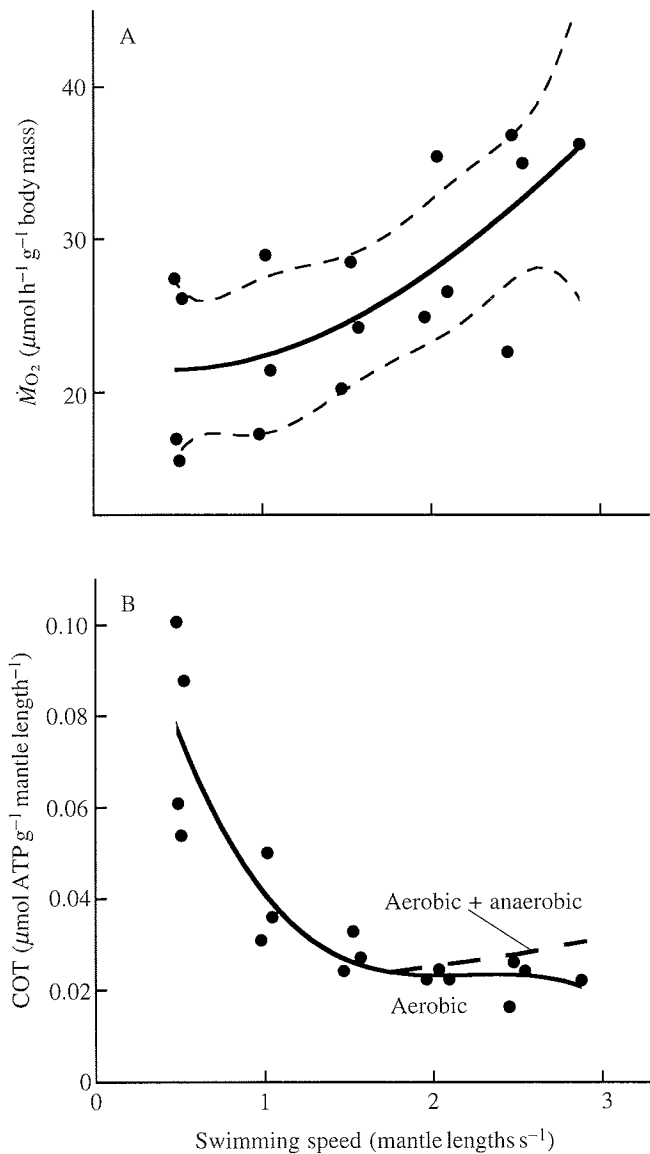 A
40
30
20
ṀO₂ (μmol h⁻¹ g⁻¹ body mass)
B
0.10
0.08
0.06
0.04
0.02
0
COT (μmol ATP g⁻¹ mantle length⁻¹)
Aerobic + anaerobic
Aerobic
0 1 2 3
Swimming speed (mantle lengths s⁻¹)